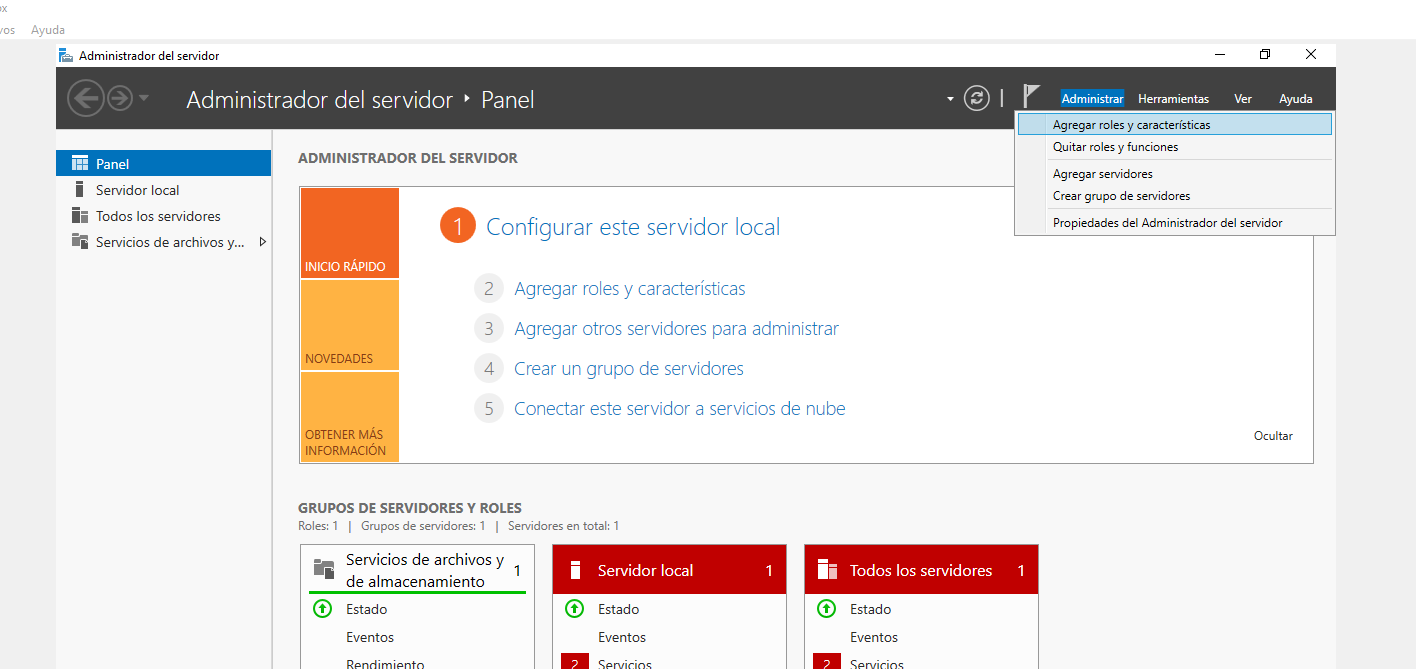 Ayuda
Administrador del servidor
Administrador del servidor ‣ Panel
Administrar Herramientas Ver Ayuda
Agregar roles y características
Quitar roles y funciones
Agregar servidores
Crear grupo de servidores
Propiedades del Administrador del servidor
Panel
Servidor local
Todos los servidores
Servicios de archivos y...
ADMINISTRADOR DEL SERVIDOR
INICIO RÁPIDO
NOVEDADES
OBTENER MÁS
INFORMACIÓN
1 Configurar este servidor local
2 Agregar roles y características
3 Agregar otros servidores para administrar
4 Crear un grupo de servidores
5 Conectar este servidor a servicios de nube
Ocultar
GRUPOS DE SERVIDORES Y ROLES
Roles: 1 | Grupos de servidores: 1 | Servidores en total: 1
Servicios de archivos y
de almacenamiento 1
Estado
Eventos
Rendimiento
Servidor local 1
Estado
Eventos
2 Servicios
Todos los servidores 1
Estado
Eventos
2 Servicios